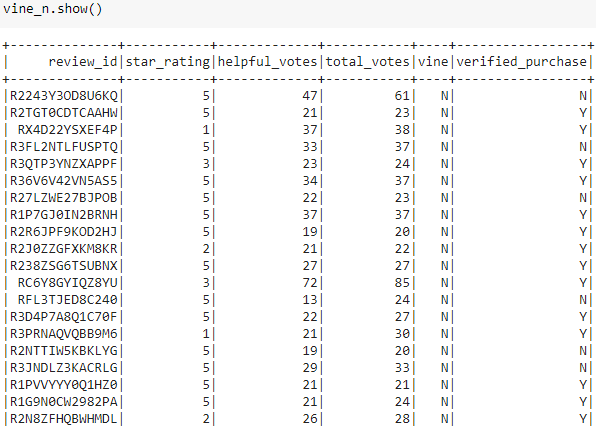 vine_n.show()
+--------------+-----------+-------------+-----------+----+-----------------+
|     review_id|star_rating|helpful_votes|total_votes|vine|verified_purchase|
+--------------+-----------+-------------+-----------+----+-----------------+
|R2243Y3OD8U6KQ|          5|           47|         61|   N|                N|
|R2TGT0CDTCAAHW|          5|           21|         23|   N|                Y|
| RX4D22YSXEF4P|          1|           37|         38|   N|                Y|
|R3FL2NTLFUSPTQ|          5|           33|         37|   N|                N|
|R3QTP3YNZXAPPF|          3|           23|         24|   N|                Y|
|R36V6V42VN5AS5|          5|           34|         37|   N|                Y|
|R27LZWE27BJPOB|          5|           22|         23|   N|                N|
|R1P7GJ0IN2BRNH|          5|           37|         37|   N|                Y|
|R2R6JPF9KOD2HJ|          5|           19|         20|   N|                Y|
|R2J0ZZGFXKM8KR|          2|           21|         22|   N|                Y|
|R238ZSG6TSUBNX|          5|           27|         27|   N|                Y|
| RC6Y8GYIQZ8YU|          3|           72|         85|   N|                Y|
| RFL3TJED8C240|          5|           13|         24|   N|                N|
|R3D4P7A8Q1C70F|          5|           22|         27|   N|                Y|
|R3PRNAQVQBB9M6|          1|           21|         30|   N|                Y|
|R2NTTIW5KBKLYG|          5|           19|         20|   N|                N|
|R3JNDLZ3KACRLG|          5|           29|         33|   N|                N|
|R1PVVYYY0Q1HZ0|          5|           21|         21|   N|                Y|
|R1G9N0CW2982PA|          5|           21|         24|   N|                Y|
|R2N8ZFHQBWHMDL|          2|           26|         28|   N|                Y|